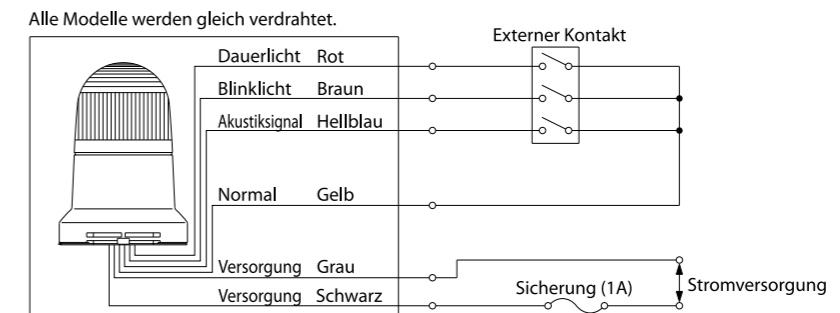 Alle Modelle werden gleich verdrahtet.
Externer Kontakt
Dauerlicht Rot
Blinklicht Braun
Akustiksignal Hellblau
Normal Gelb
Versorgung Grau
Versorgung Schwarz
Sicherung (1A)
Stromversorgung